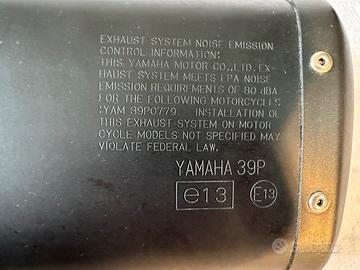 EXHAUST SYSTEM NOISE EMISSION
CONTROL INFORMATION:
THIS YAMAHA MOTOR CO.,LTD. EX-
HAUST SYSTEM MEETS EPA NOISE
EMISSION REQUIREMENTS OF 80 dBA
FOR THE FOLLOWING MOTORCYCLES
:YAM 39P0779. INSTALLATION OF
THIS EXHAUST SYSTEM ON MOTOR
CYCLE MODELS NOT SPECIFIED MAY
VIOLATE FEDERAL LAW.
YAMAHA 39P
e13 E13
subito